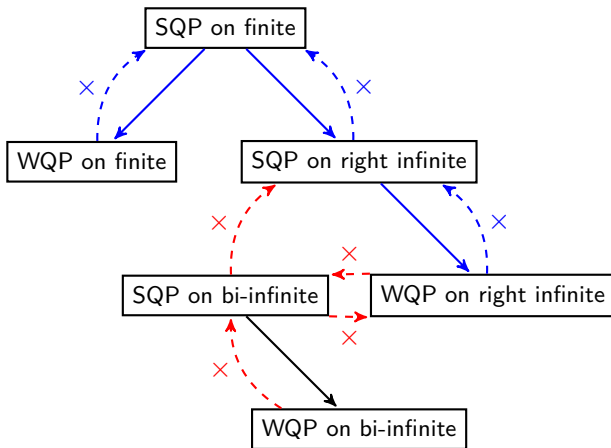 SQP on finite
×
×
WQP on finite
SQP on right infinite
×
×
×
SQP on bi-infinite
WQP on right infinite
×
×
WQP on bi-infinite